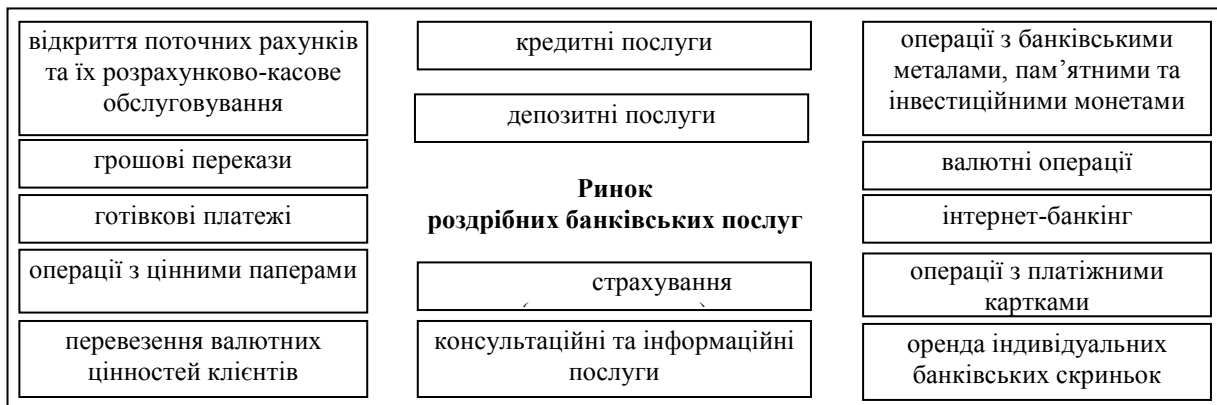 відкриття поточних рахунків
та їх розрахунково-касове
обслуговування
грошові перекази
готівкові платежі
операції з цінними паперами
перевезення валютних
цінностей клієнтів
кредитні послуги
депозитні послуги
Ринок
роздрібних банківських послуг
страхування
консультаційні та інформаційні
послуги
операції з банківськими
металами, пам’ятними та
інвестиційними монетами
валютні операції
інтернет-банкінг
операції з платіжними
картками
оренда індивідуальних
банківських скриньок